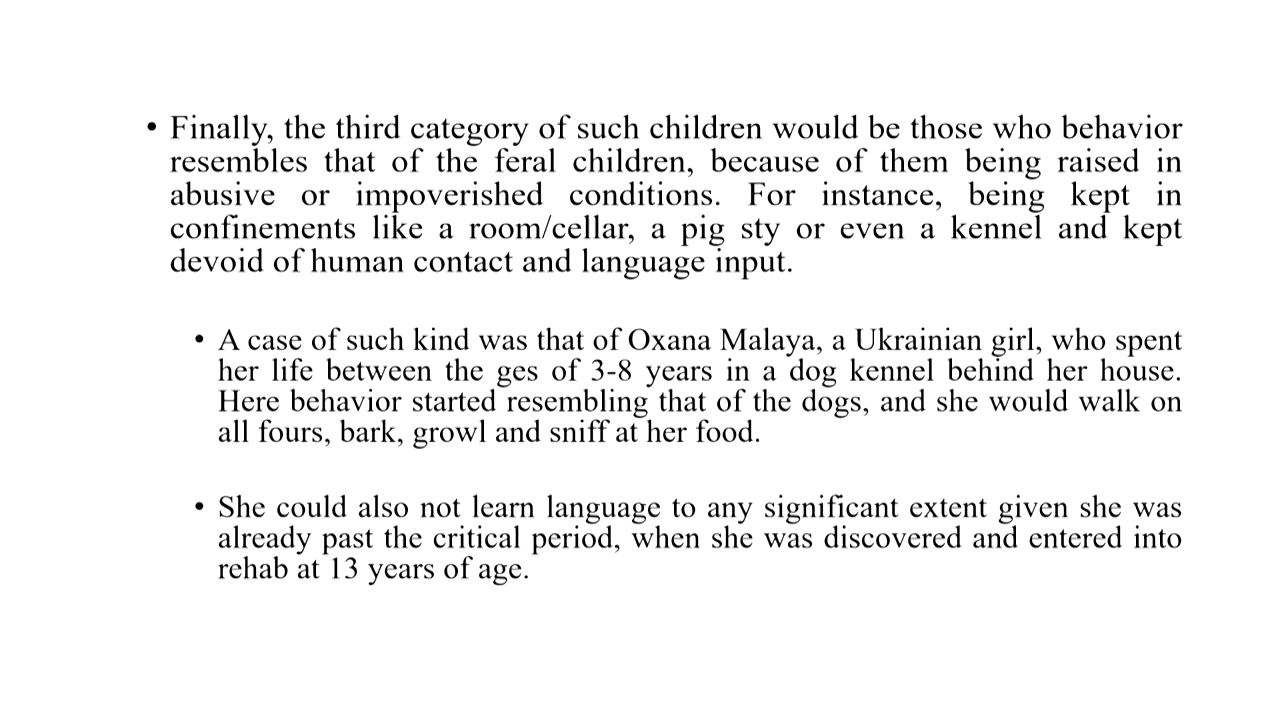 • Finally, the third category of such children would be those who behavior
resembles that of the feral children, because of them being raised in
abusive or impoverished conditions. For instance, being kept in
confinements like a room/cellar, a pig sty or even a kennel and kept
devoid of human contact and language input.
• A case of such kind was that of Oxana Malaya, a Ukrainian girl, who spent
her life between the ges of 3-8 years in a dog kennel behind her house.
Here behavior started resembling that of the dogs, and she would walk on
all fours, bark, growl and sniff at her food.
• She could also not learn language to any significant extent given she was
already past the critical period, when she was discovered and entered into
rehab at 13 years of age.